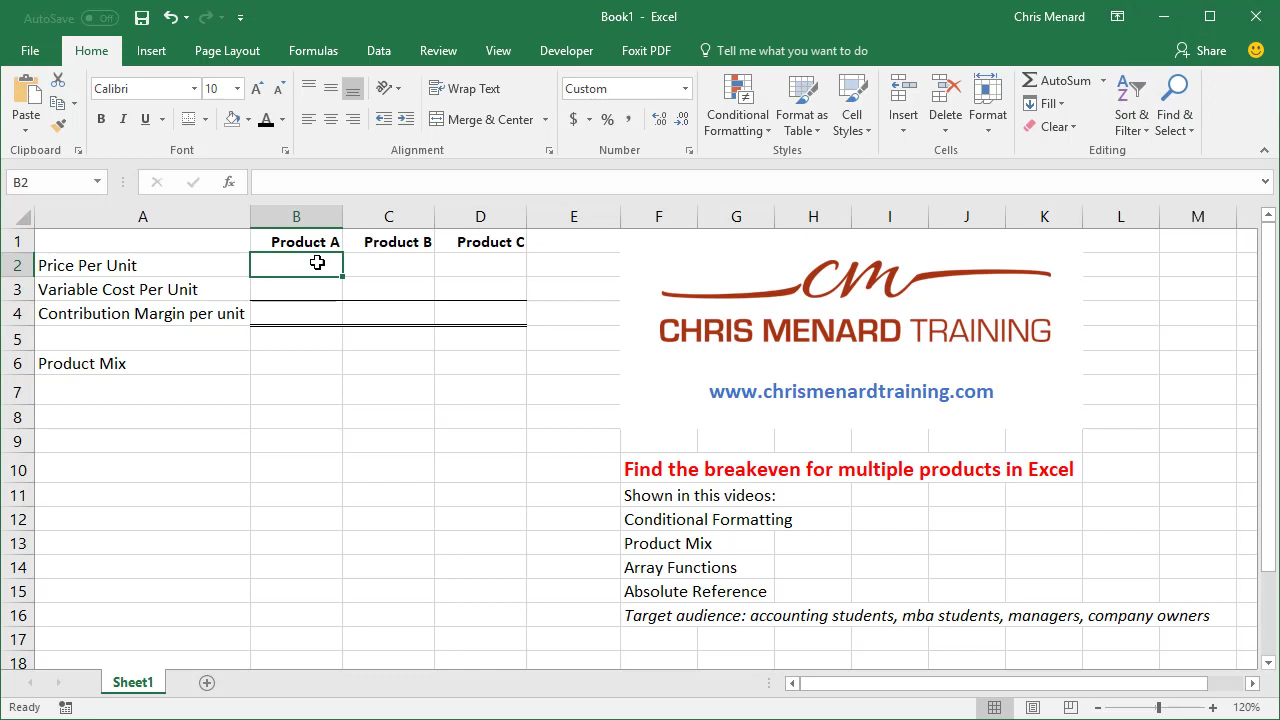 AutoSave Off
Book1 - Excel
Chris Menard
File Home Insert Page Layout Formulas Data Review View Developer Foxit PDF Tell me what you want to do Share
Paste
Clipboard
Calibri 10
B I U A
Font
Wrap Text
Merge & Center
Alignment
Custom
$ % ,
Number
Conditional Formatting
Format as Table
Cell Styles
Styles
Insert
Delete
Format
Cells
AutoSum
Fill
Clear
Sort & Filter
Find & Select
Editing
B2 fx
A B C D E F G H I J K L M
1 Product A Product B Product C
2 Price Per Unit
3 Variable Cost Per Unit
4 Contribution Margin per unit
5
6 Product Mix
7
8
9
cm
CHRIS MENARD TRAINING
www.chrismenardtraining.com
10 Find the breakeven for multiple products in Excel
11 Shown in this videos:
12 Conditional Formatting
13 Product Mix
14 Array Functions
15 Absolute Reference
16 Target audience: accounting students, mba students, managers, company owners
17
18
Sheet1
Ready
120%